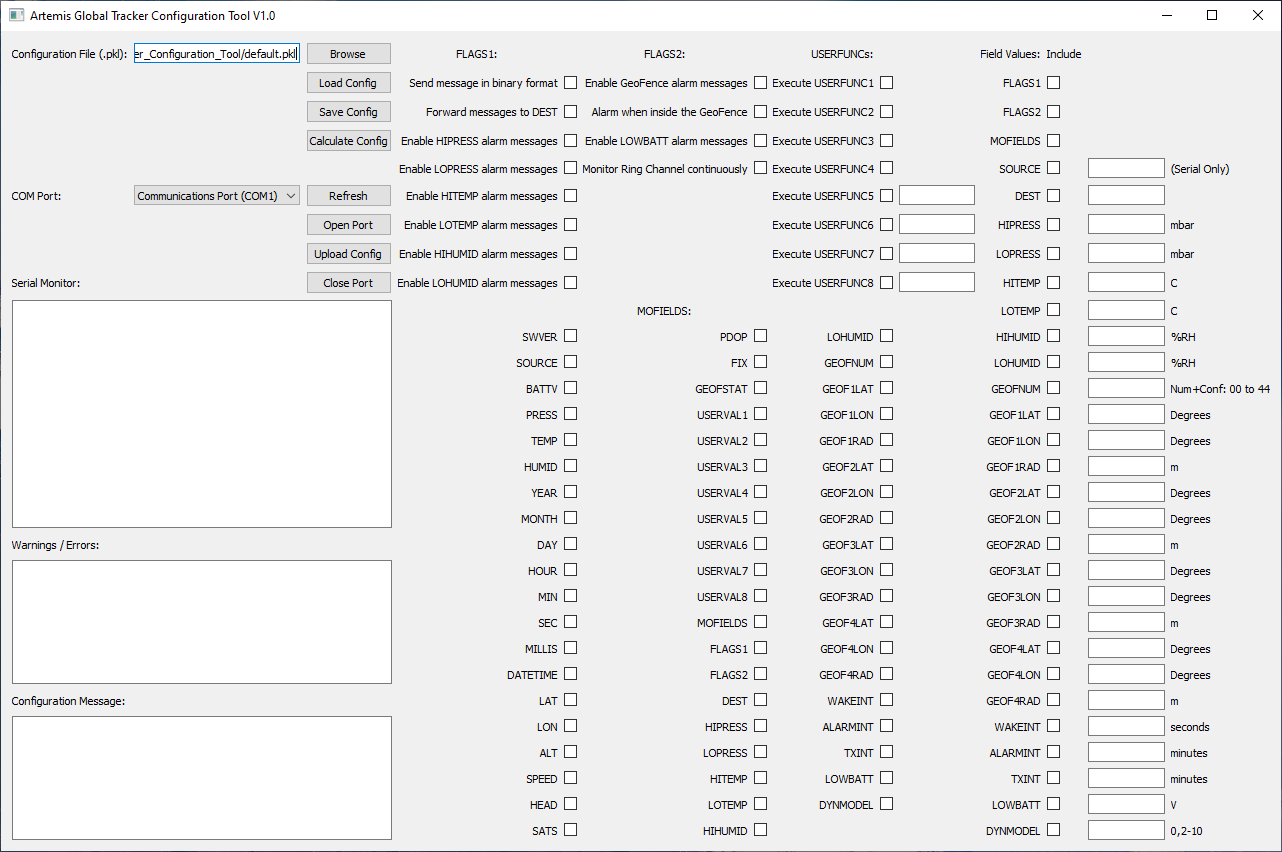 Artemis Global Tracker Configuration Tool V1.0
Configuration File (.pkl): er_Configuration_Tool/default.pkl Browse FLAGS1: FLAGS2: USERFUNCs: Field Values: Include
Load Config Send message in binary format Enable GeoFence alarm messages Execute USERFUNC1 FLAGS1
Save Config Forward messages to DEST Alarm when inside the GeoFence Execute USERFUNC2 FLAGS2
Calculate Config Enable HIPRESS alarm messages Enable LOWBATT alarm messages Execute USERFUNC3 MOFIELDS
Enable LOPRESS alarm messages Monitor Ring Channel continuously Execute USERFUNC4 SOURCE (Serial Only)
COM Port: Communications Port (COM1) Refresh Enable HITEMP alarm messages Execute USERFUNC5 DEST
Open Port Enable LOTEMP alarm messages Execute USERFUNC6 HIPRESS mbar
Upload Config Enable HIHUMID alarm messages Execute USERFUNC7 LOPRESS mbar
Serial Monitor: Close Port Enable LOHUMID alarm messages Execute USERFUNC8 HITEMP C
MOFIELDS: LOTEMP C
SWVER PDOP LOHUMID HIHUMID %RH
SOURCE FIX GEOFNUM LOHUMID %RH
BATTV GEOFSTAT GEOF1LAT GEOFNUM Num+Conf: 00 to 44
PRESS USERVAL1 GEOF1LON GEOF1LAT Degrees
TEMP USERVAL2 GEOF1RAD GEOF1LON Degrees
HUMID USERVAL3 GEOF2LAT GEOF1RAD m
YEAR USERVAL4 GEOF2LON GEOF2LAT Degrees
MONTH USERVAL5 GEOF2RAD GEOF2LON Degrees
Warnings / Errors: DAY USERVAL6 GEOF3LAT GEOF2RAD m
HOUR USERVAL7 GEOF3LON GEOF3LAT Degrees
MIN USERVAL8 GEOF3RAD GEOF3LON Degrees
SEC MOFIELDS GEOF4LAT GEOF3RAD m
MILLIS FLAGS1 GEOF4LON GEOF4LAT Degrees
DATETIME FLAGS2 GEOF4RAD GEOF4LON Degrees
Configuration Message: LAT DEST WAKEINT GEOF4RAD m
LON HIPRESS ALARMINT WAKEINT seconds
ALT LOPRESS TXINT ALARMINT minutes
SPEED HITEMP LOWBATT TXINT minutes
HEAD LOTEMP DYNMODEL LOWBATT V
SATS HIHUMID DYNMODEL 0,2-10